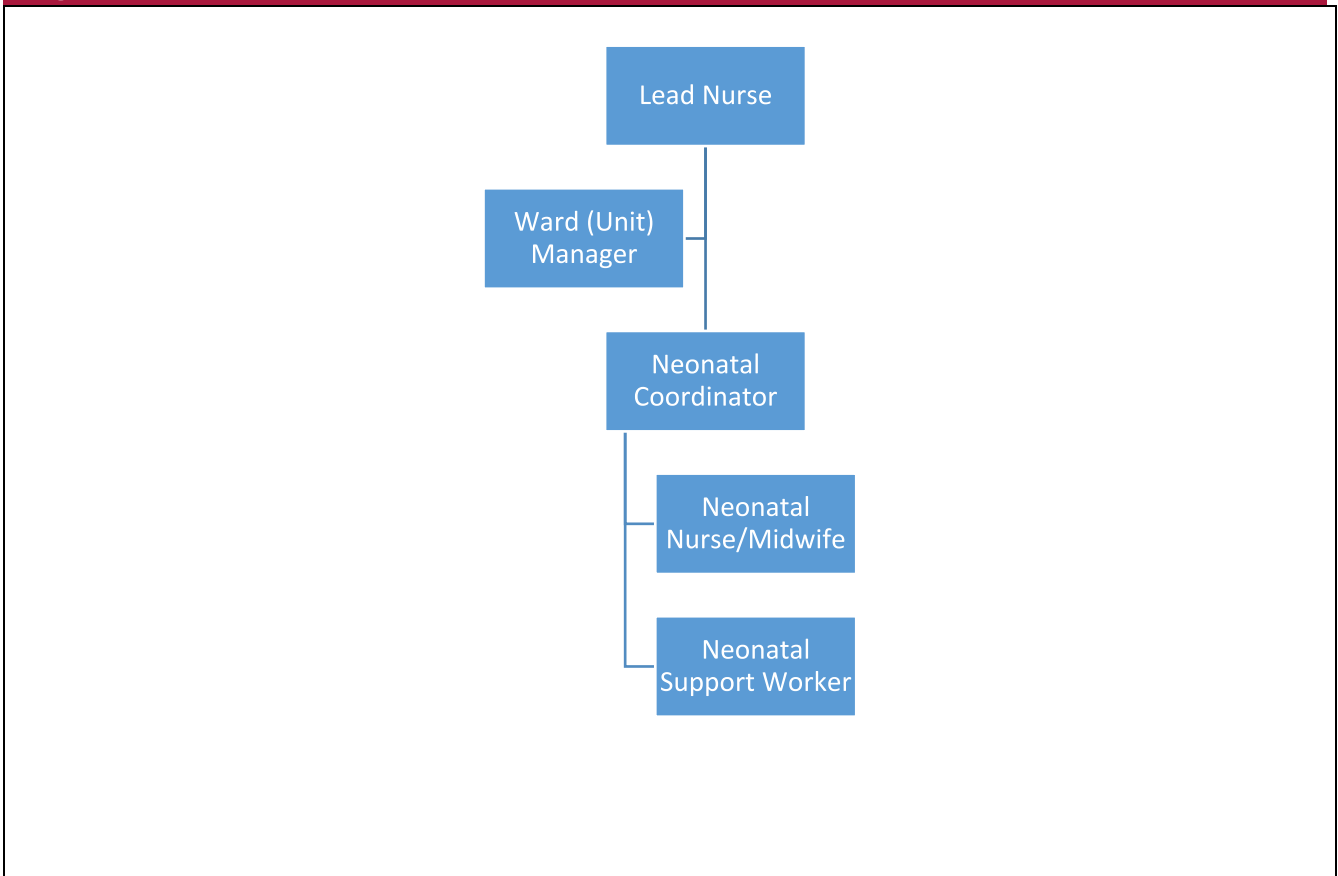 Lead Nurse
Ward (Unit)
Manager
Neonatal
Coordinator
Neonatal
Nurse/Midwife
Neonatal
Support Worker